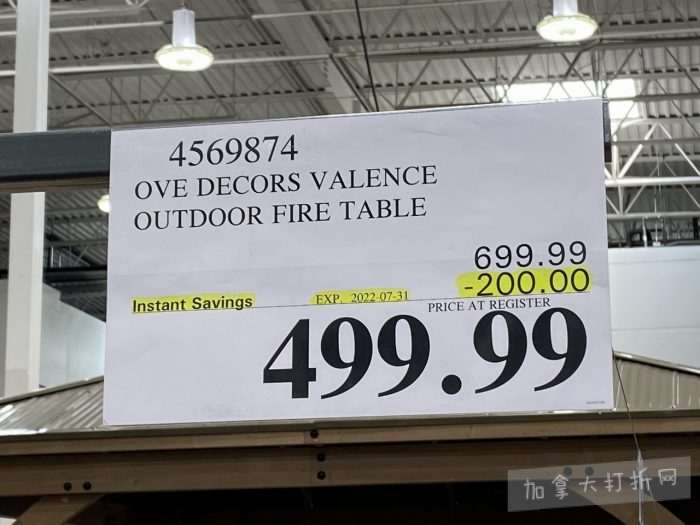 4569874
OVE DECORS VALENCE
OUTDOOR FIRE TABLE
699.99
-200.00
Instant Savings EXP. 2022-07-31
PRICE AT REGISTER
499.99
加拿大打折网